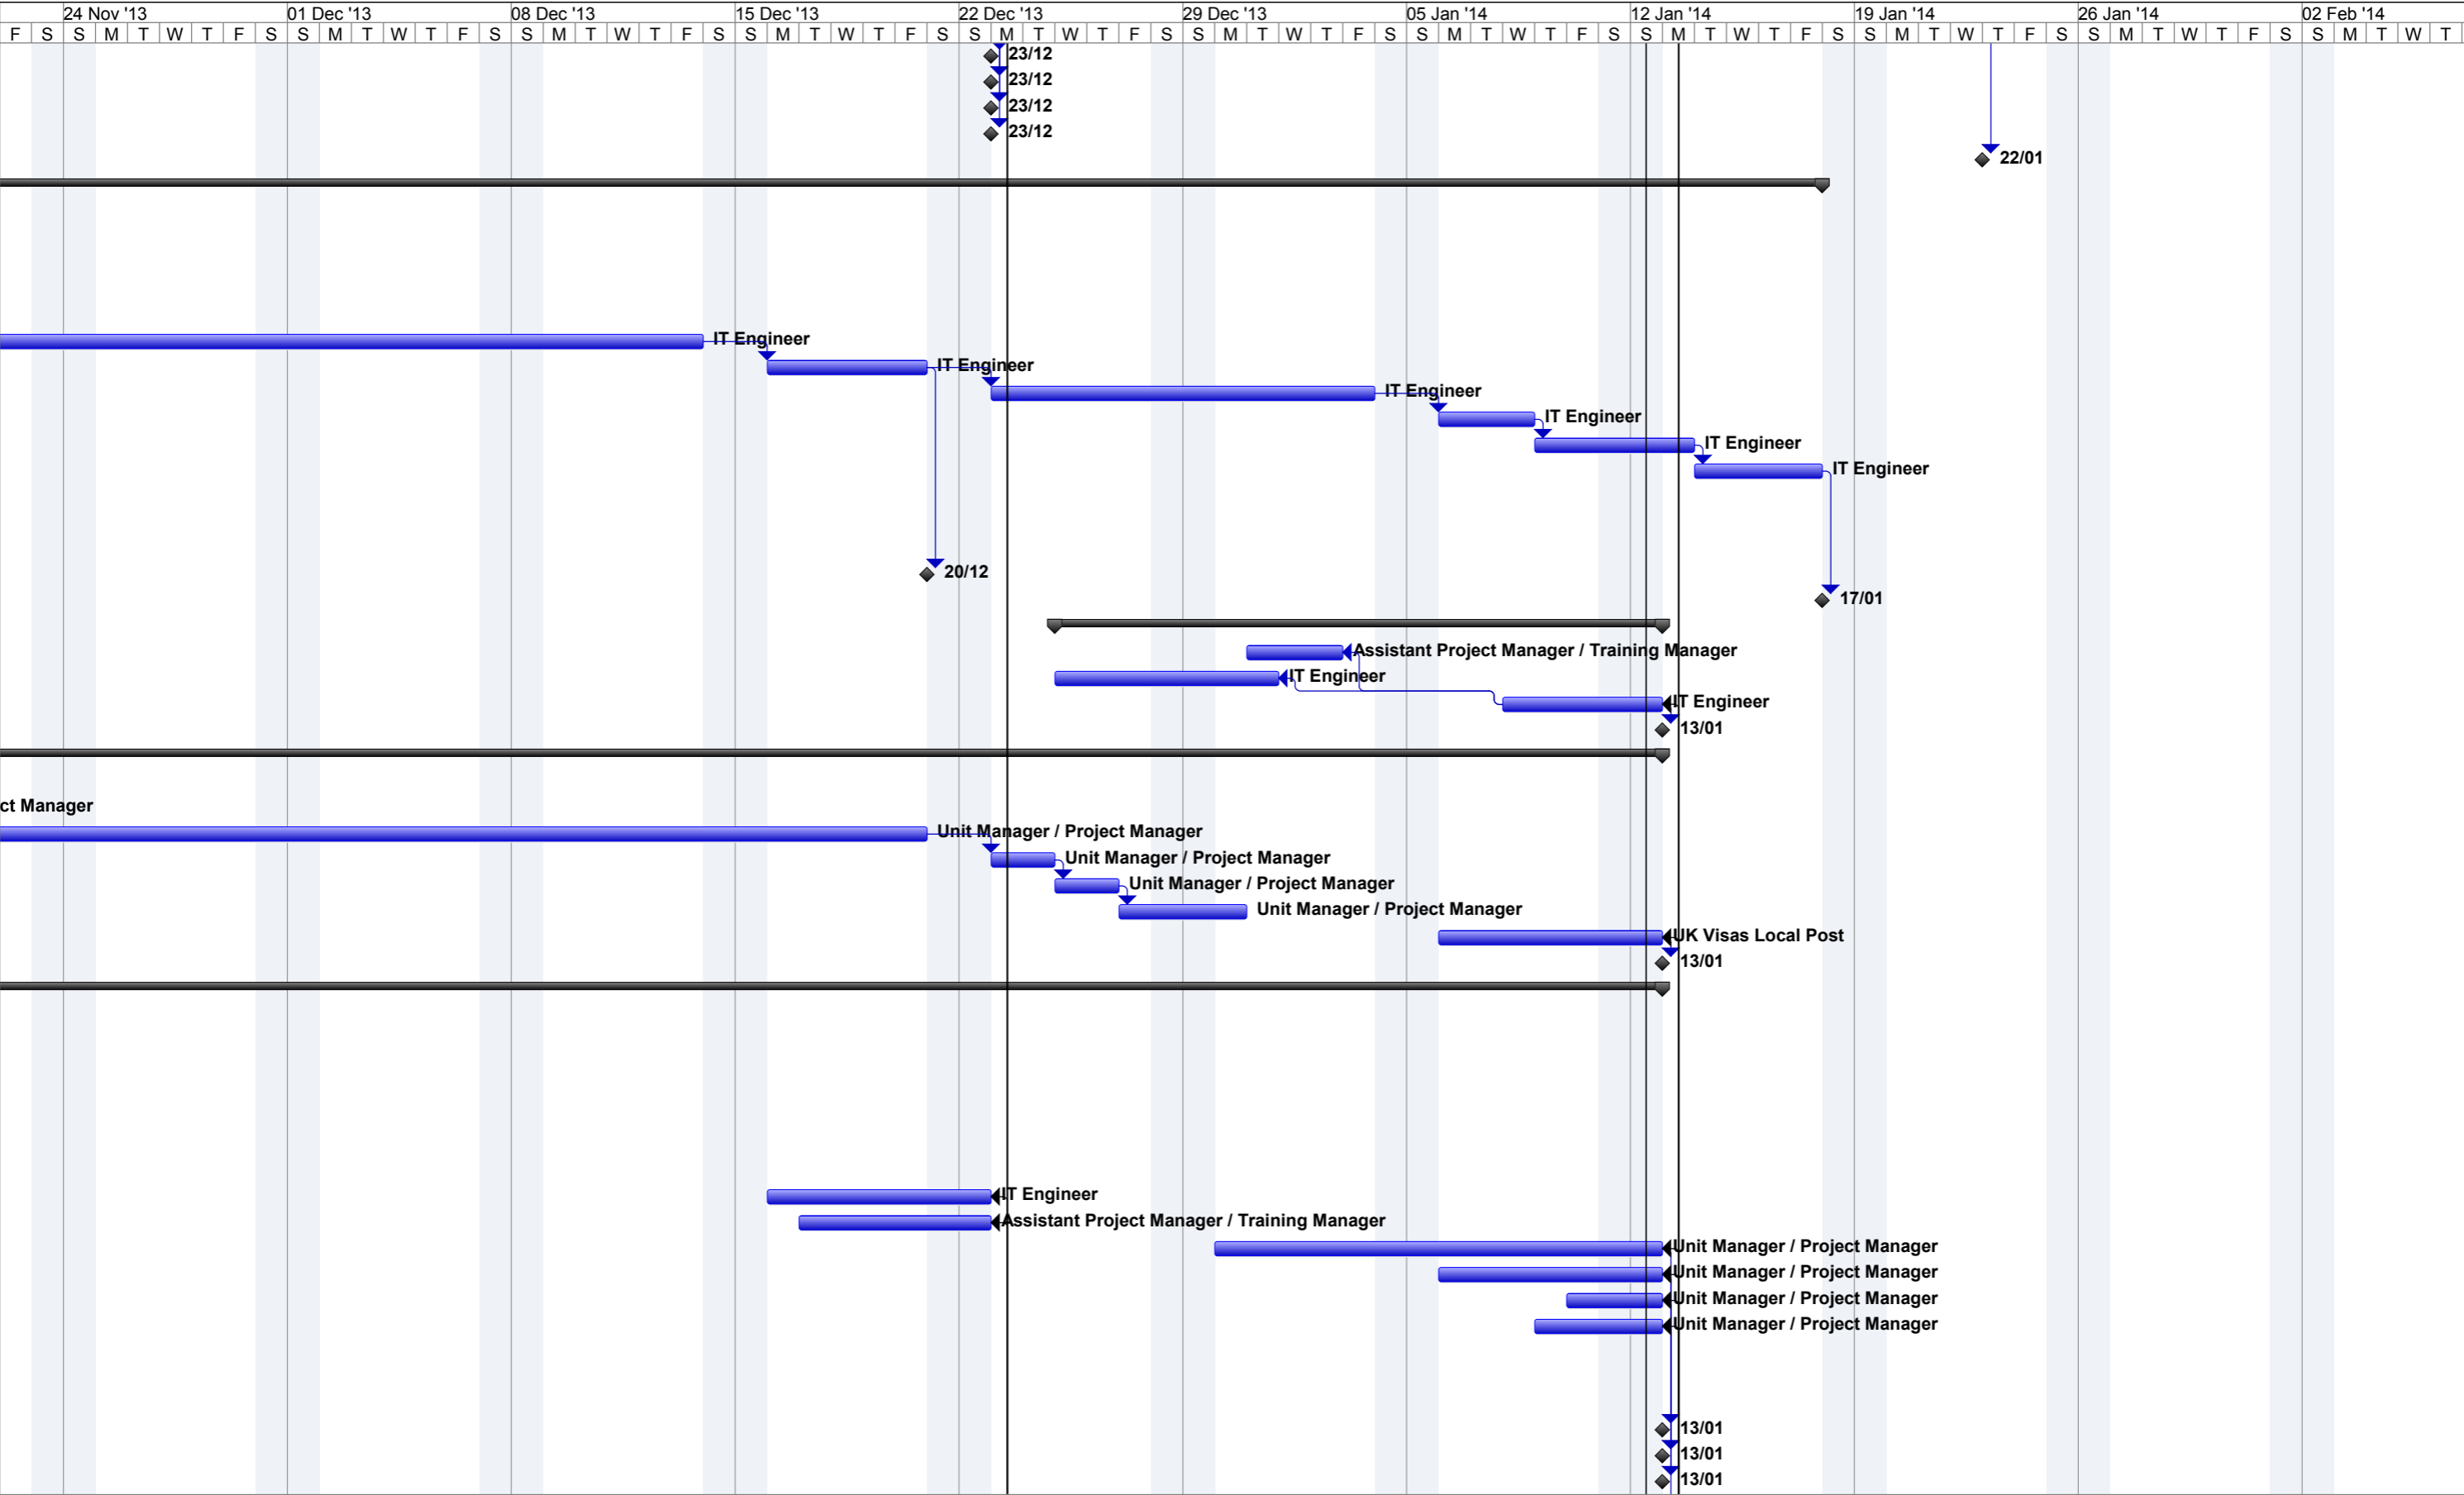 24 Nov '13 01 Dec '13 08 Dec '13 15 Dec '13 22 Dec '13 29 Dec '13 05 Jan '14 12 Jan '14 19 Jan '14 26 Jan '14 02 Feb '14
F S S M T W T F S S M T W T F S S M T W T F S S M T W T F S S M T W T F S S M T W T F S S M T W T F S S M T W T F S S M T W T F S S M T W T F S S M T W T
23/12
23/12
23/12
23/12
22/01
IT Engineer
IT Engineer
IT Engineer
IT Engineer
IT Engineer
IT Engineer
20/12
17/01
Assistant Project Manager / Training Manager
IT Engineer
IT Engineer
13/01
ct Manager
Unit Manager / Project Manager
Unit Manager / Project Manager
Unit Manager / Project Manager
Unit Manager / Project Manager
UK Visas Local Post
13/01
IT Engineer
Assistant Project Manager / Training Manager
Unit Manager / Project Manager
Unit Manager / Project Manager
Unit Manager / Project Manager
Unit Manager / Project Manager
13/01
13/01
13/01